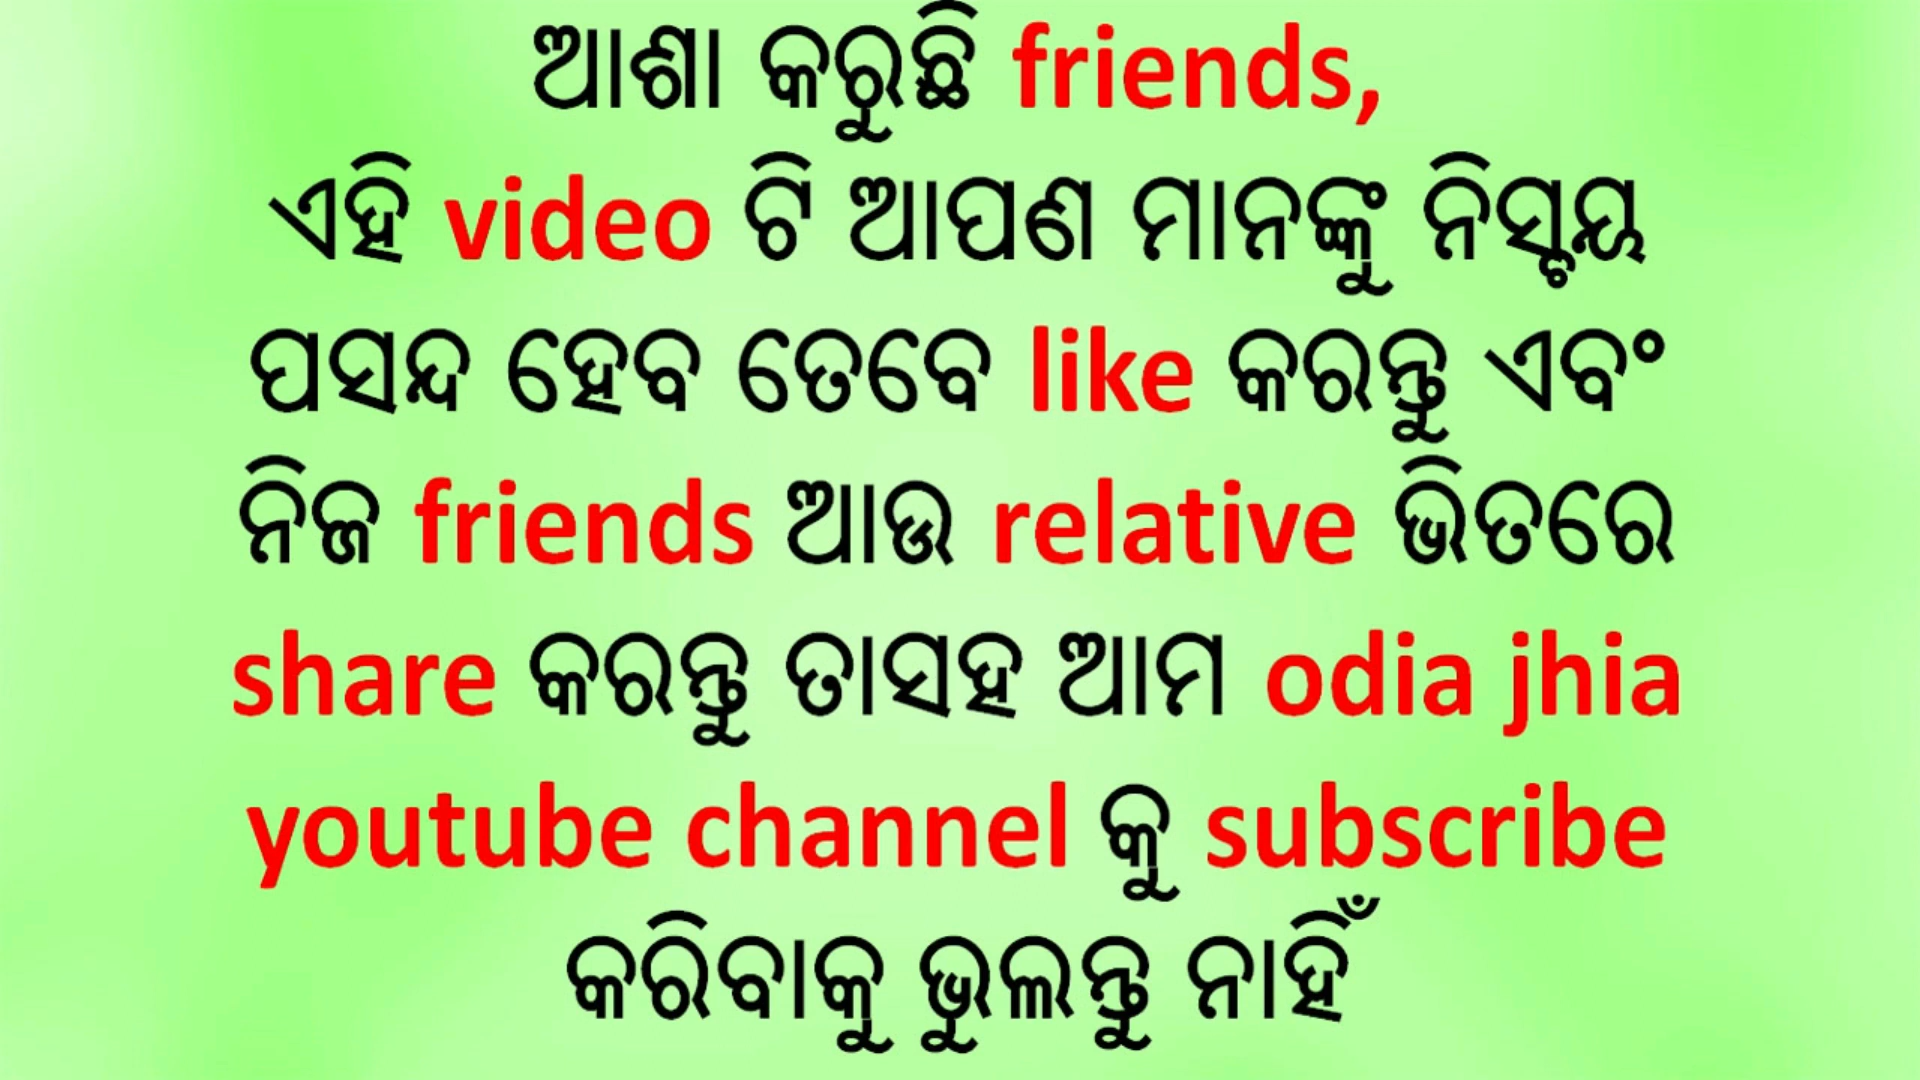 ଆଶା କରୁଛି friends,
ଏହି video ଟି ଆପଣ ମାନଙ୍କୁ ନିସ୍ଚୟ
ପସନ୍ଦ ହେବ ତେବେ like କରନ୍ତୁ ଏବଂ
ନିଜ friends ଆଉ relative ଭିତରେ
share କରନ୍ତୁ ତାସହ ଆମ odia jhia
youtube channel କୁ subscribe
କରିବାକୁ ଭୁଲନ୍ତୁ ନାହିଁ